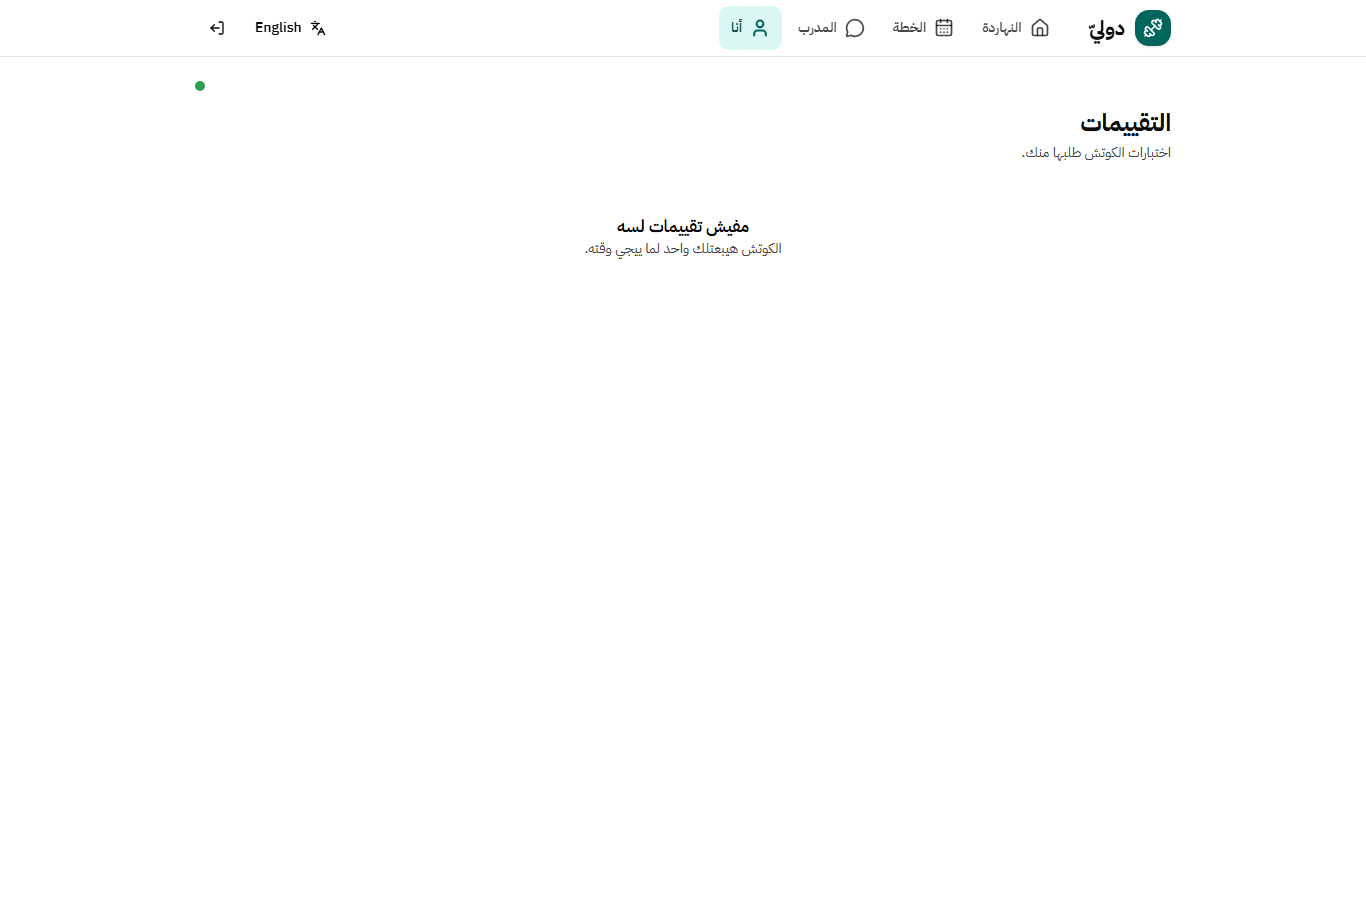 دوليّ
النهاردة
الخطة
المدرب
أنا
English
التقييمات
اختبارات الكوتش طلبها منك.
مفيش تقييمات لسه
الكوتش هيبعتلك واحد لما ييجي وقته.